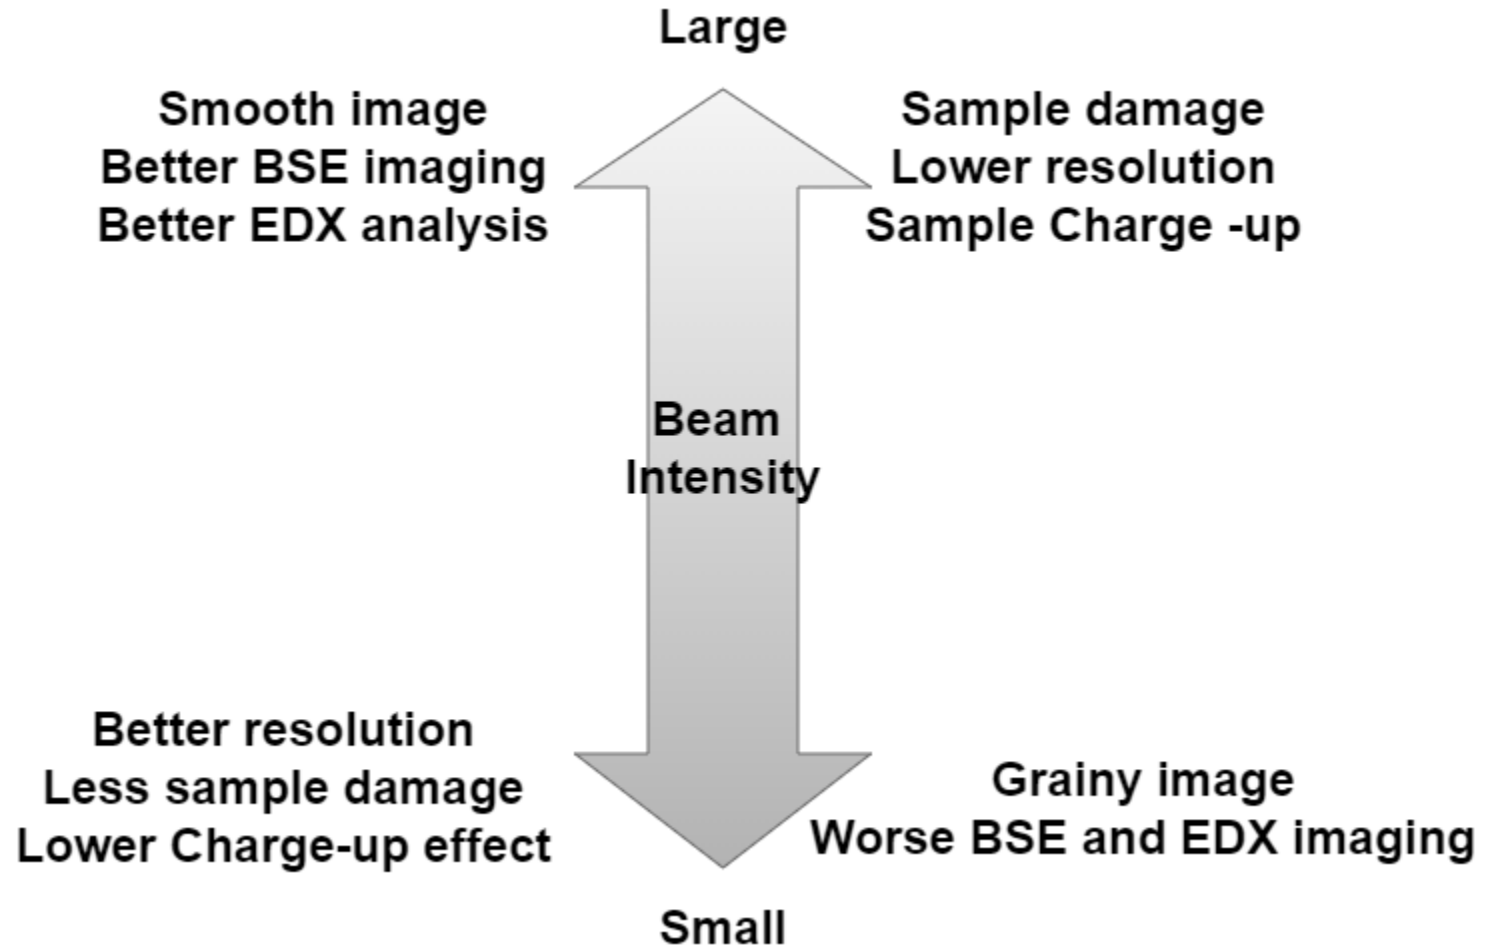 Large
Smooth image
Better BSE imaging
Better EDX analysis
Sample damage
Lower resolution
Sample Charge -up
Beam
Intensity
Better resolution
Less sample damage
Lower Charge-up effect
Grainy image
Worse BSE and EDX imaging
Small